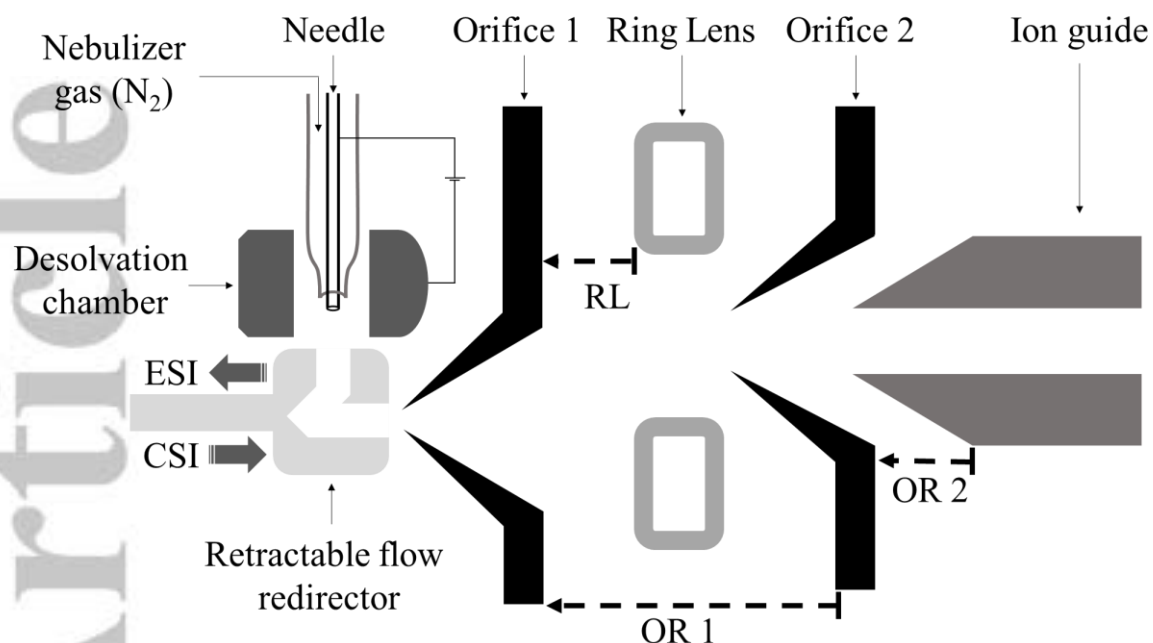 Nebulizer
gas (N₂)
Needle
Orifice 1
Ring Lens
Orifice 2
Ion guide
Desolvation
chamber
RL
ESI
CSI
OR 2
Retractable flow
redirector
OR 1
rticle